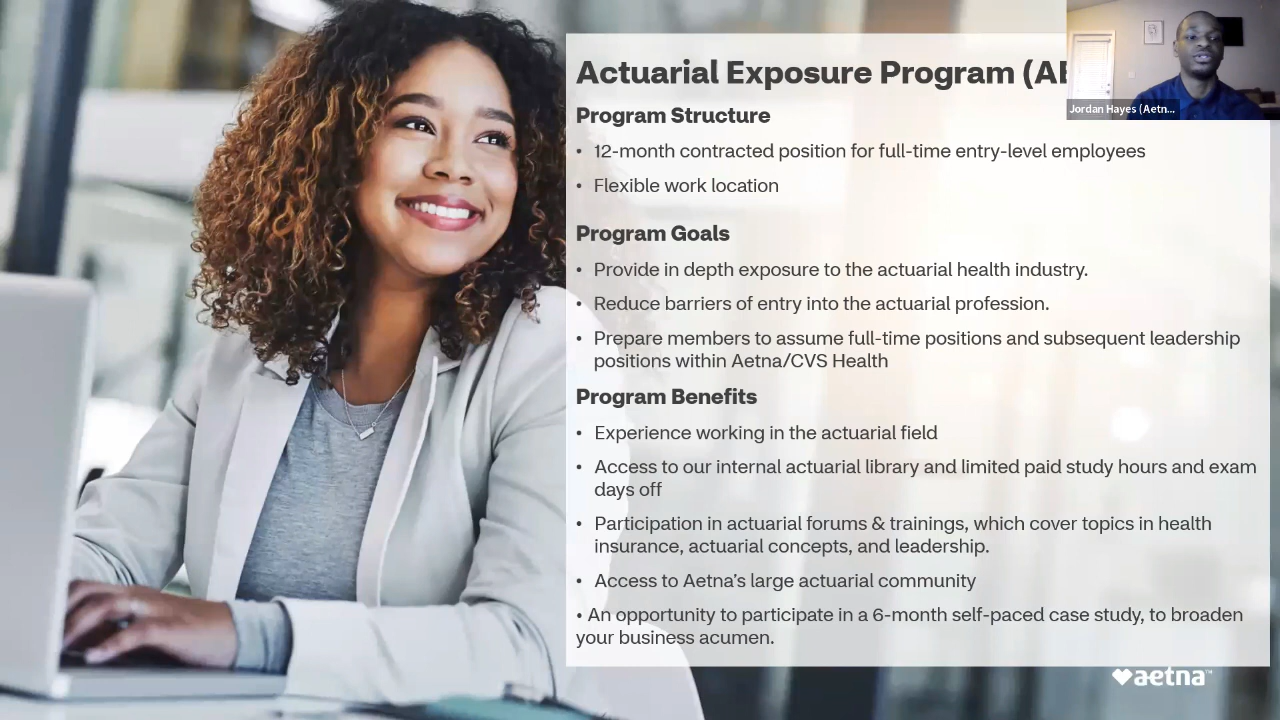 Actuarial Exposure Program (A
Jordan Hayes (Aetn...
Program Structure
• 12-month contracted position for full-time entry-level employees
• Flexible work location
Program Goals
• Provide in depth exposure to the actuarial health industry.
• Reduce barriers of entry into the actuarial profession.
• Prepare members to assume full-time positions and subsequent leadership
positions within Aetna/CVS Health
Program Benefits
• Experience working in the actuarial field
• Access to our internal actuarial library and limited paid study hours and exam
days off
• Participation in actuarial forums & trainings, which cover topics in health
insurance, actuarial concepts, and leadership.
• Access to Aetna’s large actuarial community
• An opportunity to participate in a 6-month self-paced case study, to broaden
your business acumen.
aetna™